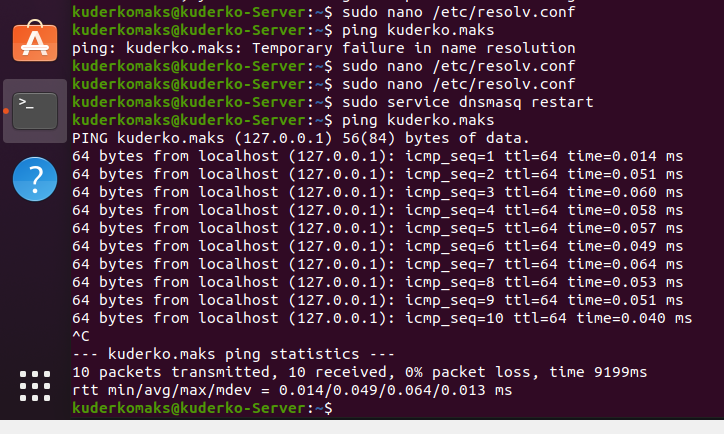 kuderkomaks@kuderko-Server:~$ sudo nano /etc/resolv.conf
kuderkomaks@kuderko-Server:~$ ping kuderko.maks
ping: kuderko.maks: Temporary failure in name resolution
kuderkomaks@kuderko-Server:~$ sudo nano /etc/resolv.conf
kuderkomaks@kuderko-Server:~$ sudo nano /etc/resolv.conf
kuderkomaks@kuderko-Server:~$ sudo service dnsmasq restart
kuderkomaks@kuderko-Server:~$ ping kuderko.maks
PING kuderko.maks (127.0.0.1) 56(84) bytes of data.
64 bytes from localhost (127.0.0.1): icmp_seq=1 ttl=64 time=0.014 ms
64 bytes from localhost (127.0.0.1): icmp_seq=2 ttl=64 time=0.051 ms
64 bytes from localhost (127.0.0.1): icmp_seq=3 ttl=64 time=0.060 ms
64 bytes from localhost (127.0.0.1): icmp_seq=4 ttl=64 time=0.058 ms
64 bytes from localhost (127.0.0.1): icmp_seq=5 ttl=64 time=0.057 ms
64 bytes from localhost (127.0.0.1): icmp_seq=6 ttl=64 time=0.049 ms
64 bytes from localhost (127.0.0.1): icmp_seq=7 ttl=64 time=0.064 ms
64 bytes from localhost (127.0.0.1): icmp_seq=8 ttl=64 time=0.053 ms
64 bytes from localhost (127.0.0.1): icmp_seq=9 ttl=64 time=0.051 ms
64 bytes from localhost (127.0.0.1): icmp_seq=10 ttl=64 time=0.040 ms
^C
--- kuderko.maks ping statistics ---
10 packets transmitted, 10 received, 0% packet loss, time 9199ms
rtt min/avg/max/mdev = 0.014/0.049/0.064/0.013 ms
kuderkomaks@kuderko-Server:~$